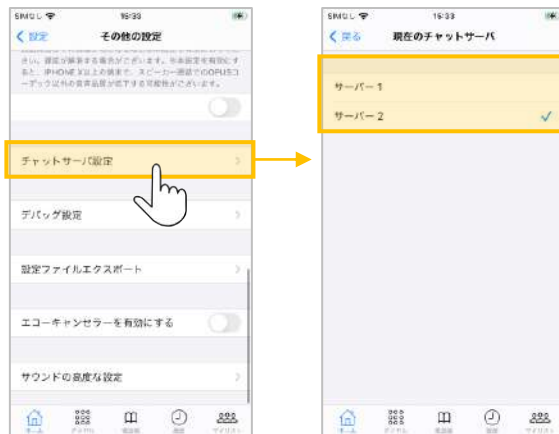 SIMなし 15:33
設定 その他の設定
チャットサーバ設定
デバッグ設定
設定ファイルエクスポート
エコーキャンセラーを有効にする
サウンドの高度な設定
ホーム
SIMなし 15:33
戻る 現在のチャットサーバ
サーバー 1
サーバー 2
ホーム